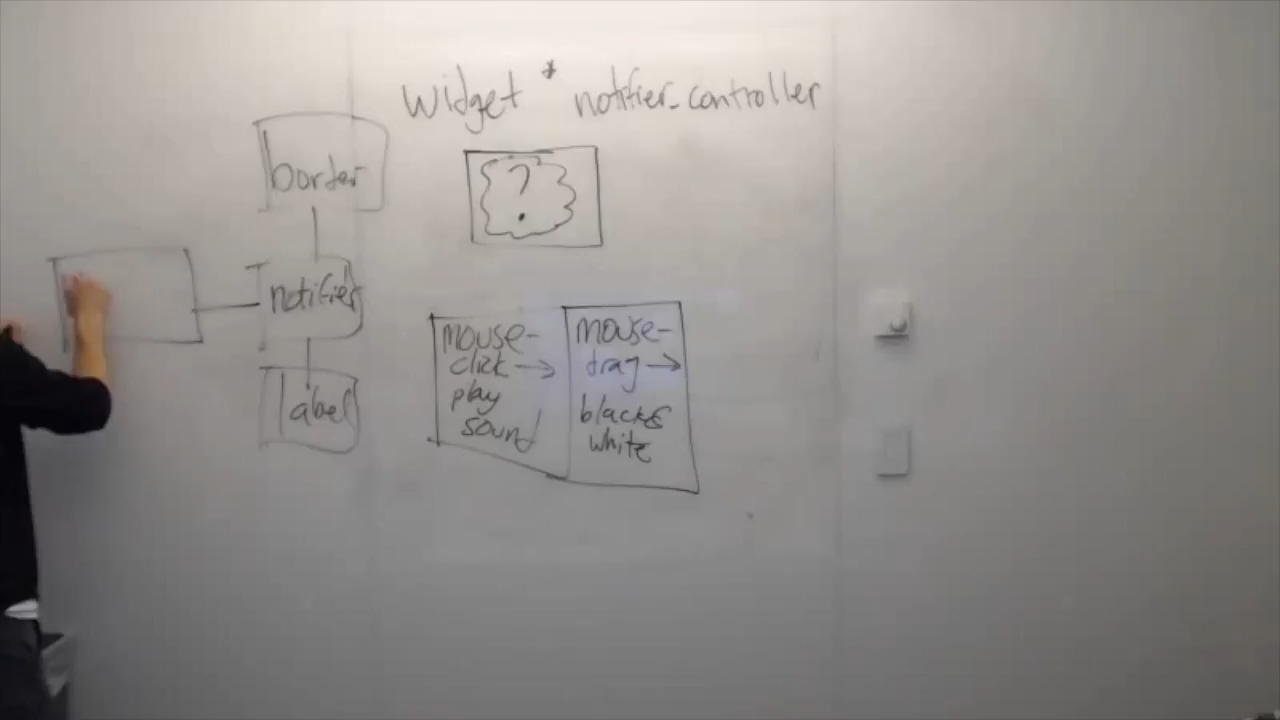 widget * notifier_controller
border
?
notifier
label
mouse-
click →
play
sound
mouse-
drag →
black &
white